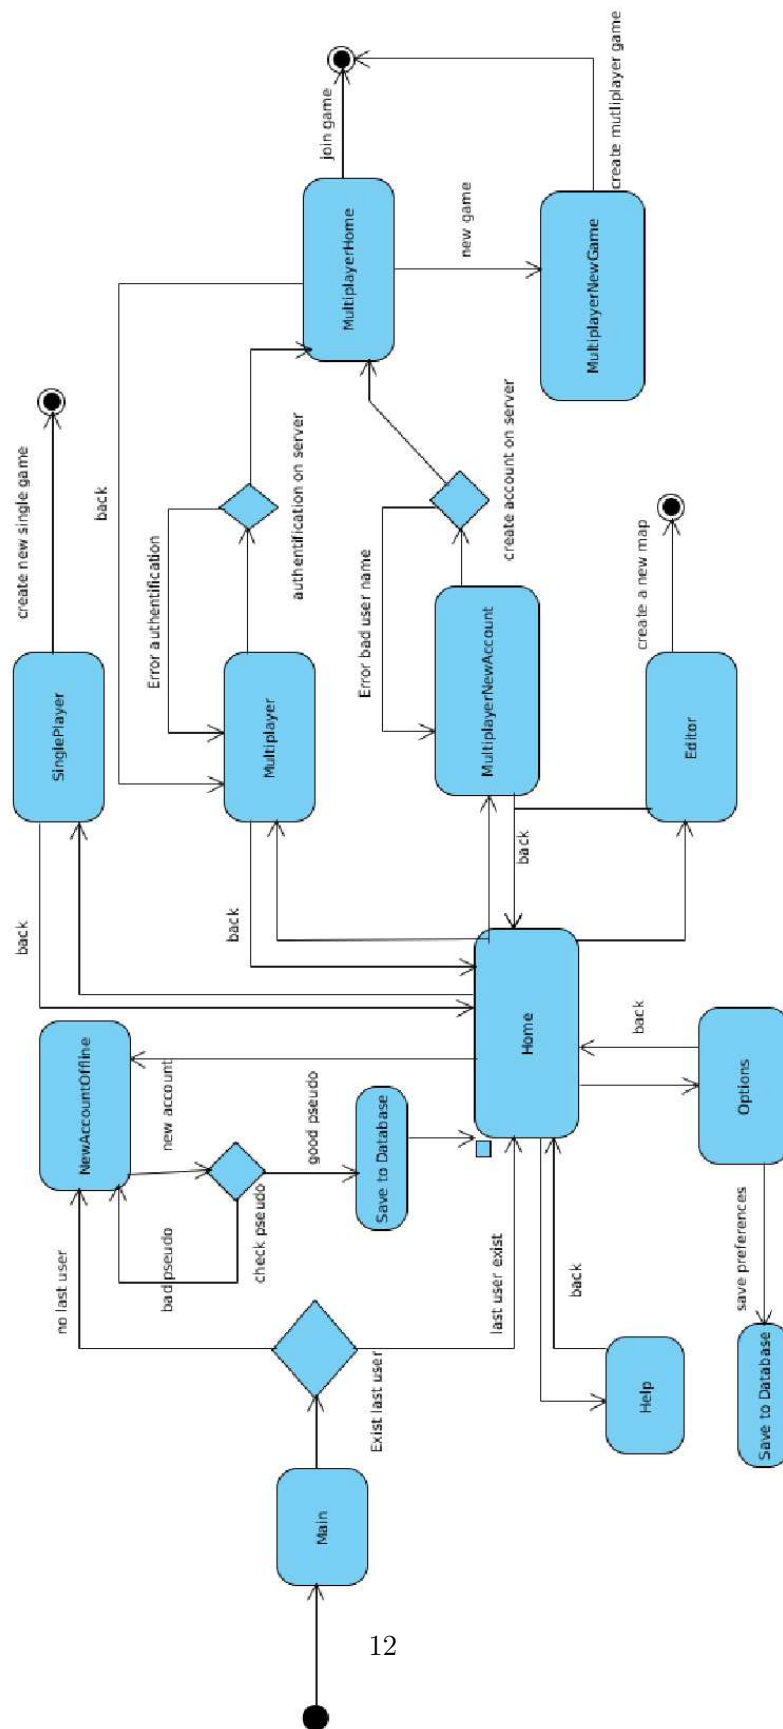 Main
Exist last user
no last user
last user exist
NewAccountOffline
new account
bad pseudo
check pseudo
good pseudo
Save to Database
Home
Help
back
Options
back
save preferences
Save to Database
SinglePlayer
back
create new single game
Multiplayer
back
Error authentification
authentification on server
back
MultiplayerNewAccount
back
Error bad user name
create account on server
Editor
create a new map
MultiplayerHome
join game
new game
MultiplayerNewGame
create mutliplayer game
12